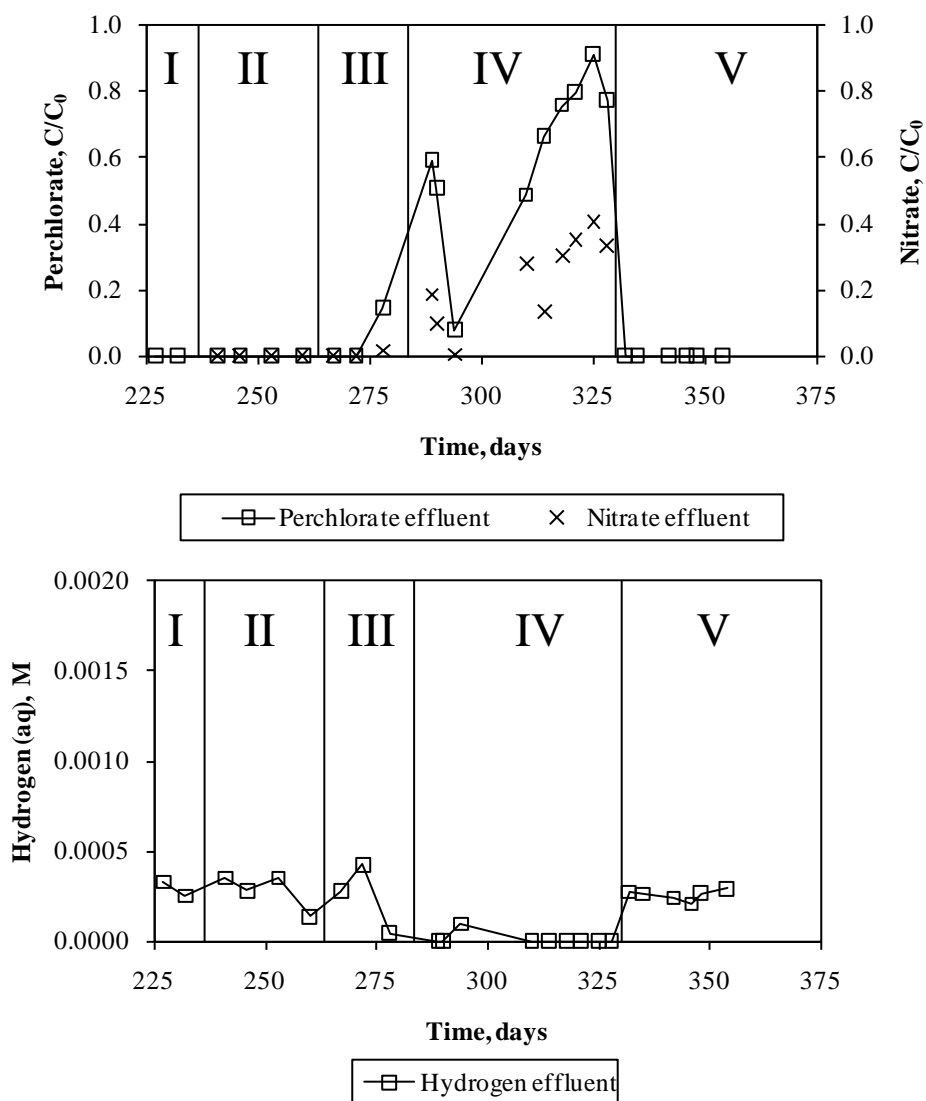 1.0 1.0
I II III IV V
0.8 0.8
0.6 0.6
0.4 0.4
0.2 0.2
0.0 0.0
Perchlorate, C/C₀
Nitrate, C/C₀
225 250 275 300 325 350 375
Time, days
Perchlorate effluent Nitrate effluent
0.0020
I II III IV V
0.0015
0.0010
0.0005
0.0000
Hydrogen (aq), M
225 250 275 300 325 350 375
Time, days
Hydrogen effluent